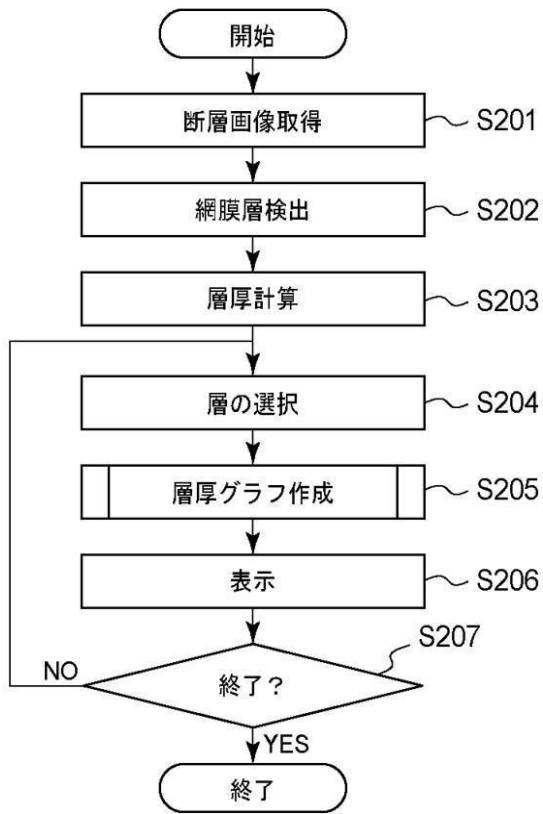 開始
断層画像取得 S201
網膜層検出 S202
層厚計算 S203
層の選択 S204
層厚グラフ作成 S205
表示 S206
S207
NO 終了?
YES
終了